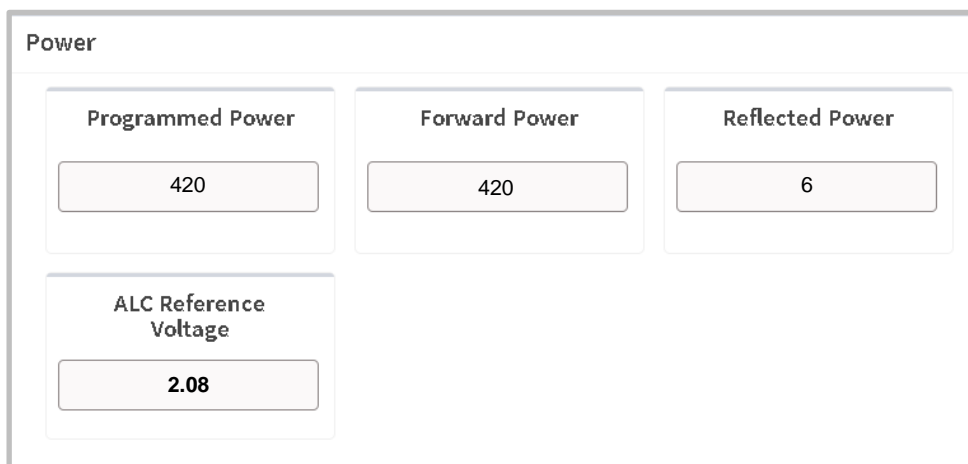 Power
Programmed Power
420
Forward Power
420
Reflected Power
6
ALC Reference
Voltage
2.08